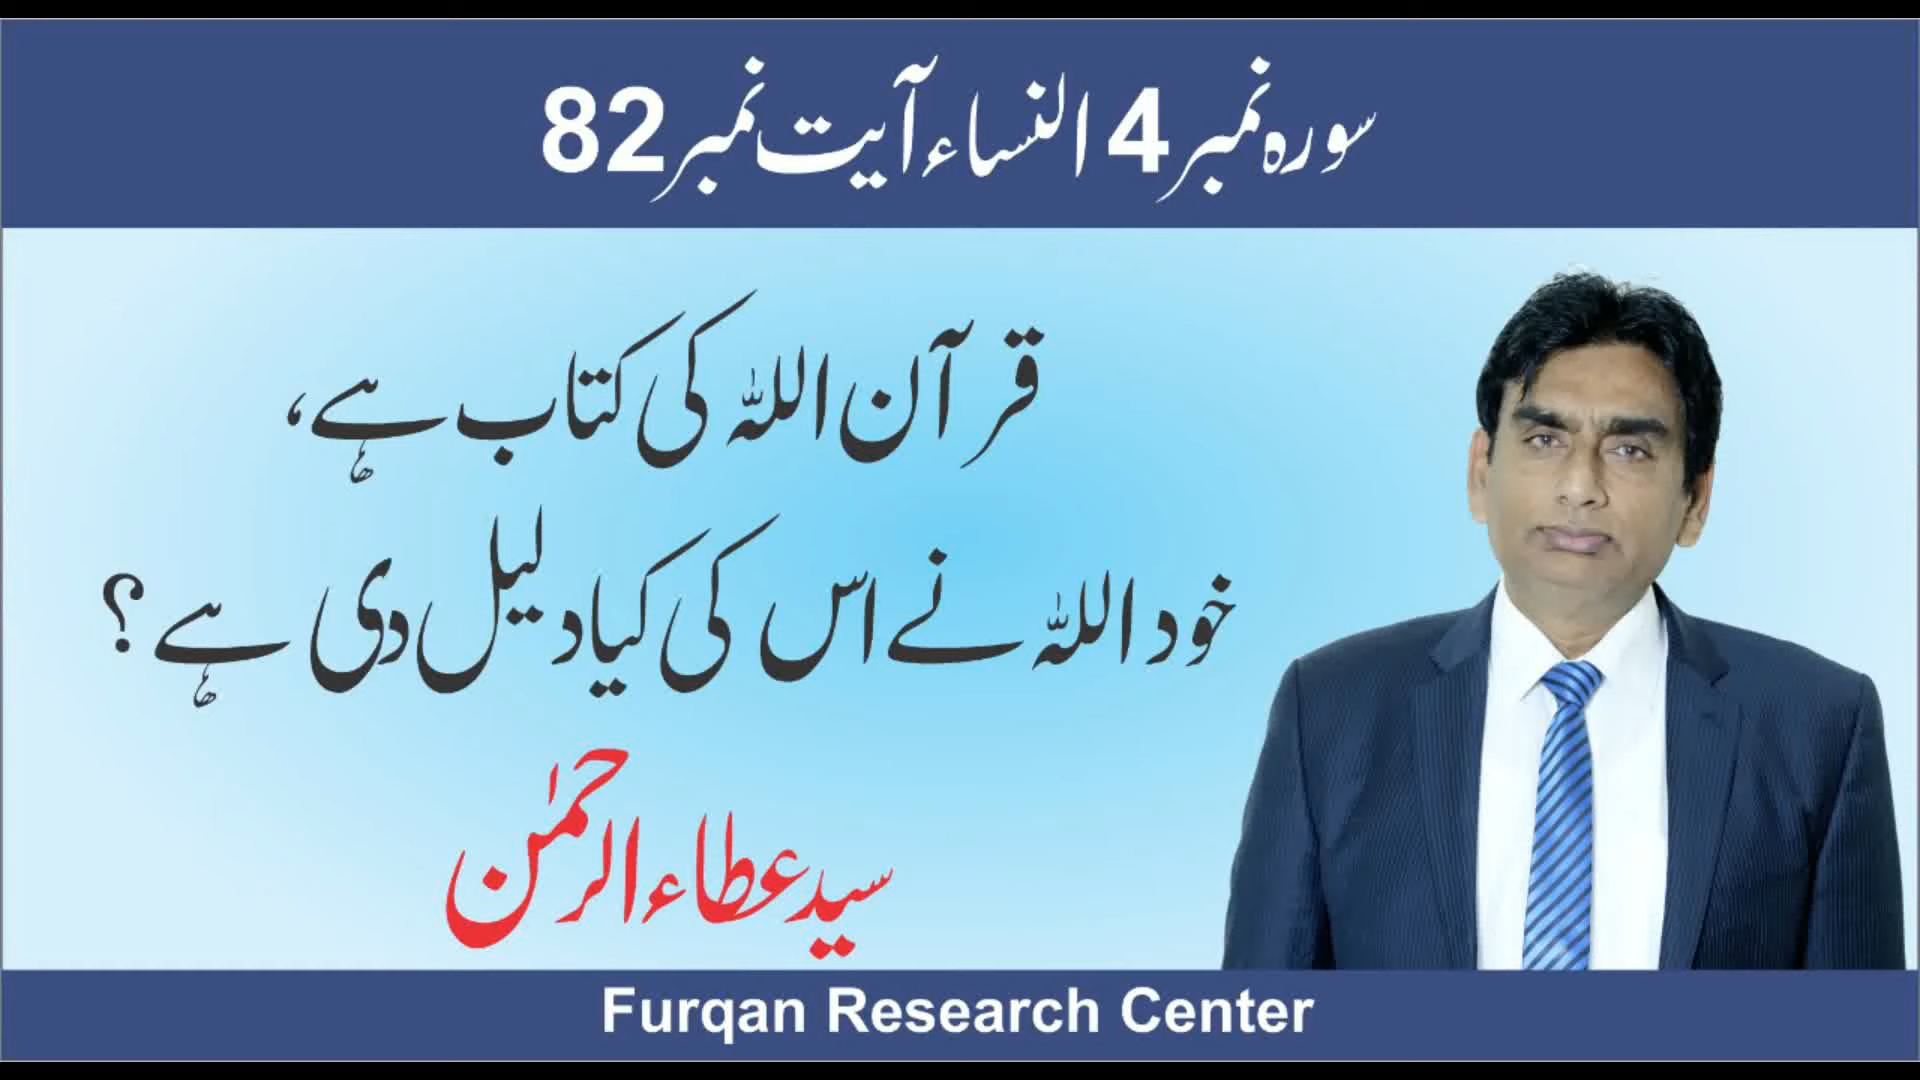 سورہ نمبر 4 النساء آیت نمبر 82
قرآن اللہ کی کتاب ہے،
خود اللہ نے اس کی کیا دلیل دی ہے؟
سید عطاء الرحمٰن
Furqan Research Center